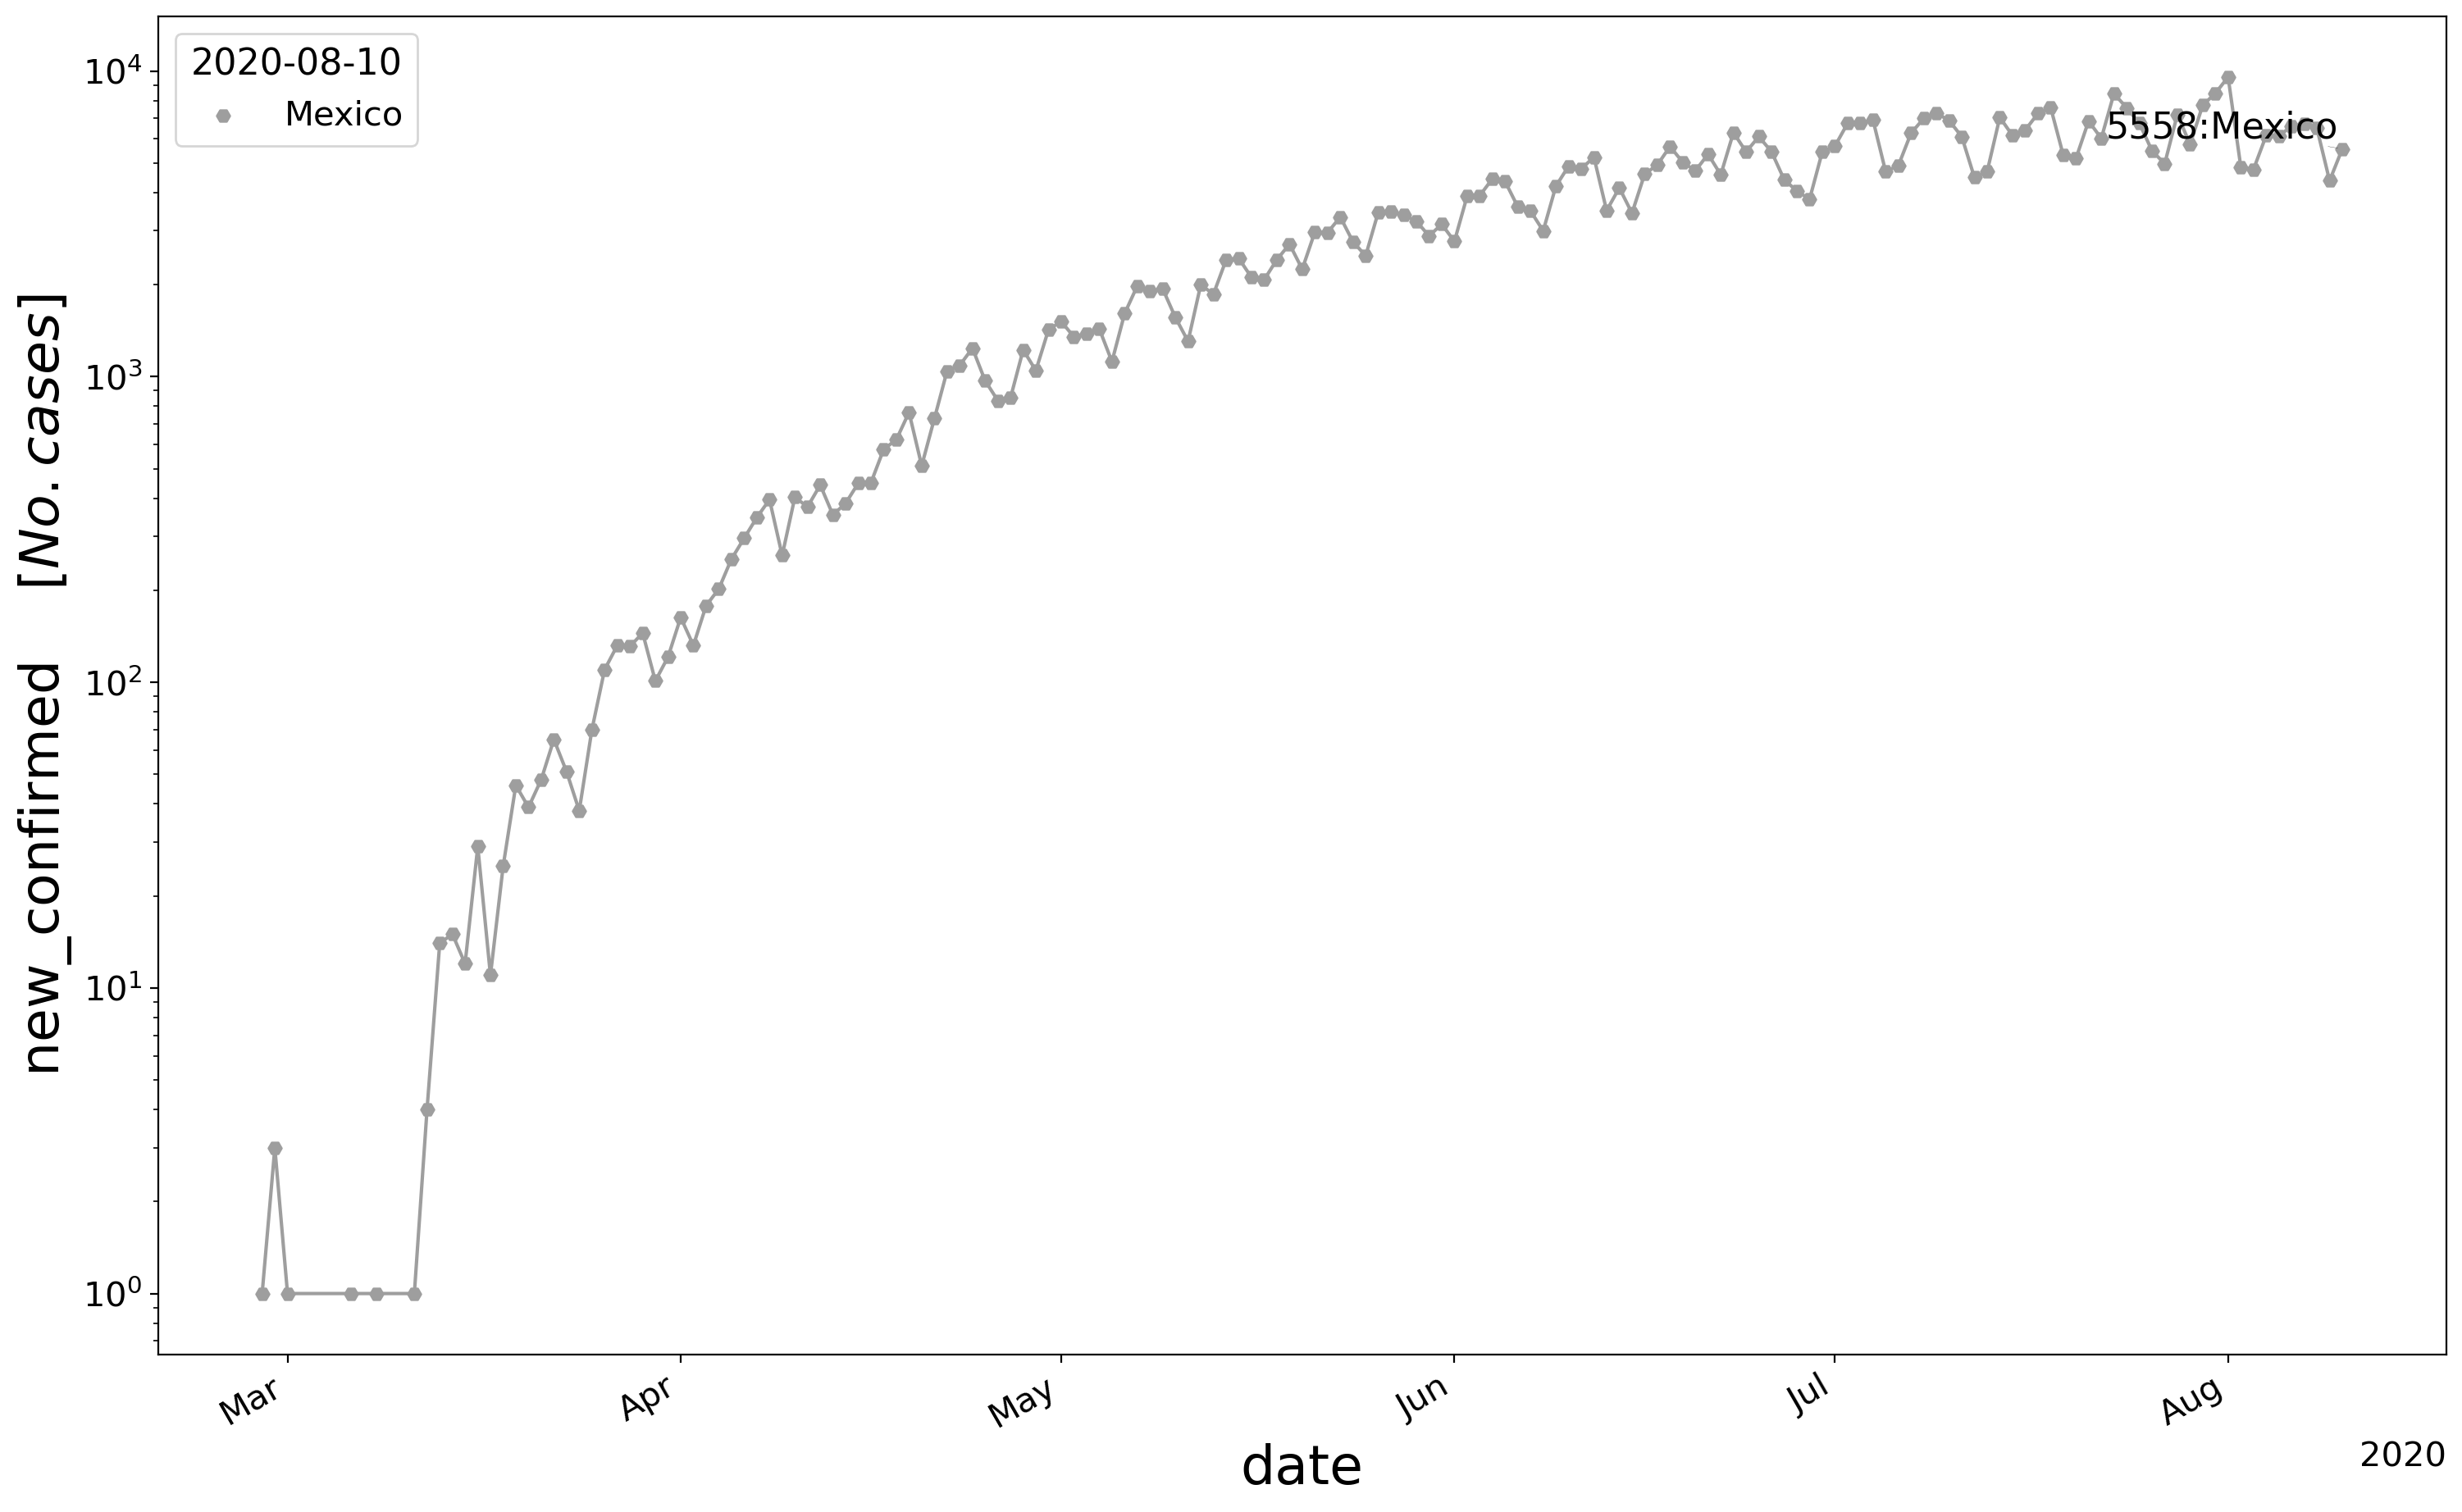 2020-08-10
Mexico
5558:Mexico
10^4
10^3
10^2
10^1
10^0
new_confirmed [No. cases]
Mar
Apr
May
Jun
Jul
Aug
date
2020